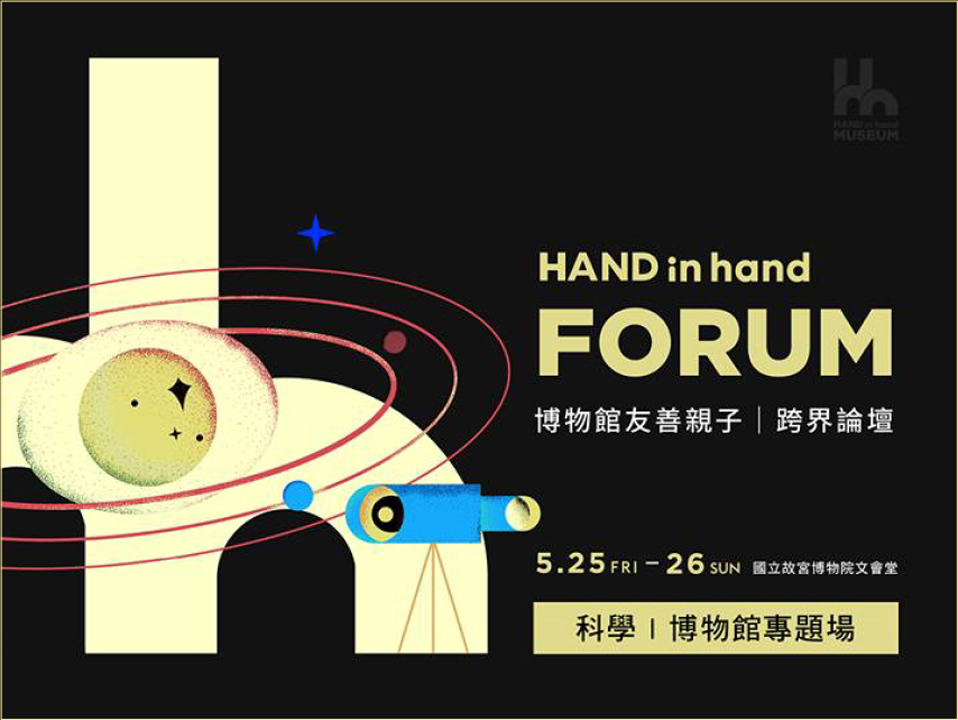 HAND in hand
MUSEUM
HAND in hand
FORUM
博物館友善親子｜跨界論壇
5.25 FRI - 26 SUN 國立故宮博物院文會堂
科學 | 博物館專題場